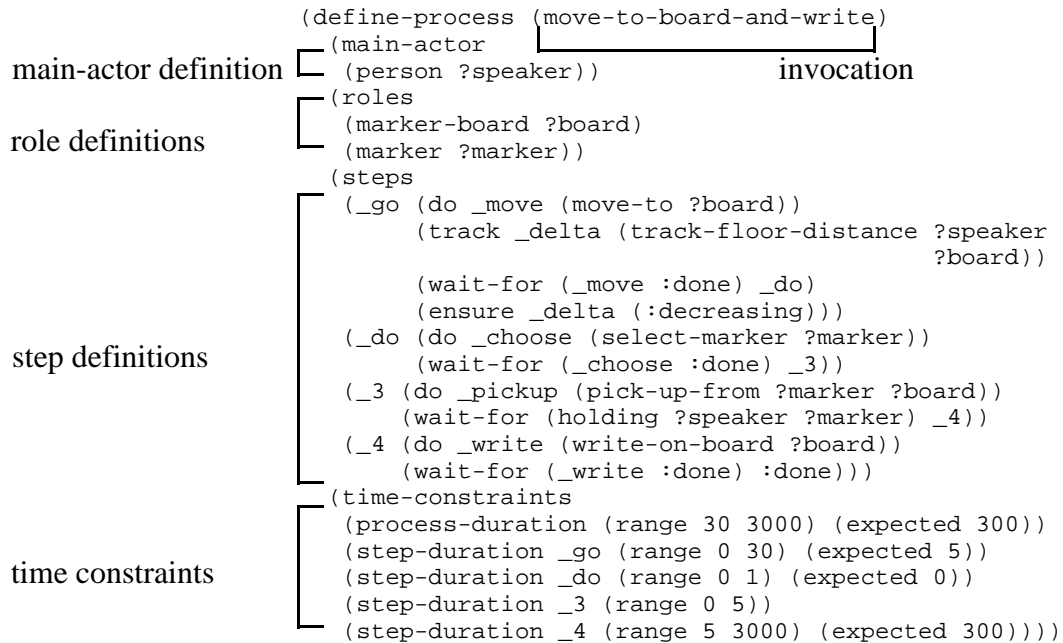 (define-process (move-to-board-and-write)
(main-actor
main-actor definition (person ?speaker)) invocation
(roles
(marker-board ?board)
role definitions (marker ?marker))
(steps
(_go (do _move (move-to ?board))
(track _delta (track-floor-distance ?speaker
?board))
(wait-for (_move :done) _do)
(ensure _delta (:decreasing)))
(_do (do _choose (select-marker ?marker))
step definitions (wait-for (_choose :done) _3))
(_3 (do _pickup (pick-up-from ?marker ?board))
(wait-for (holding ?speaker ?marker) _4))
(_4 (do _write (write-on-board ?board))
(wait-for (_write :done) :done)))
(time-constraints
(process-duration (range 30 3000) (expected 300))
(step-duration _go (range 0 30) (expected 5))
time constraints (step-duration _do (range 0 1) (expected 0))
(step-duration _3 (range 0 5))
(step-duration _4 (range 5 3000) (expected 300))))